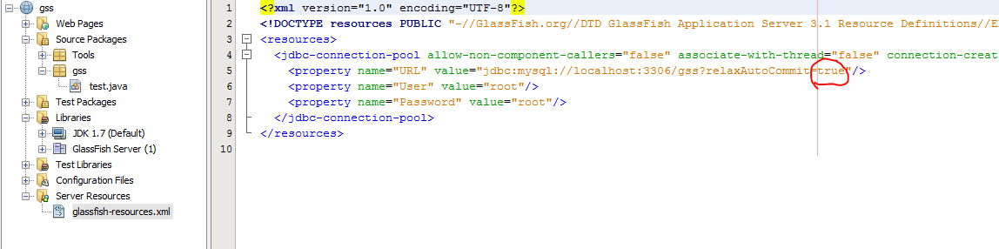 gss
Web Pages
Source Packages
Tools
gss
test.java
Test Packages
Libraries
JDK 1.7 (Default)
GlassFish Server (1)
Test Libraries
Configuration Files
Server Resources
glassfish-resources.xml
1 <?xml version="1.0" encoding="UTF-8"?>
2 <!DOCTYPE resources PUBLIC "-//GlassFish.org//DTD GlassFish Application Server 3.1 Resource Definitions//E
3 <resources>
4 <jdbc-connection-pool allow-non-component-callers="false" associate-with-thread="false" connection-creat
5 <property name="URL" value="jdbc:mysql://localhost:3306/gss?relaxAutoCommit=true"/>
6 <property name="User" value="root"/>
7 <property name="Password" value="root"/>
8 </jdbc-connection-pool>
9 </resources>
10